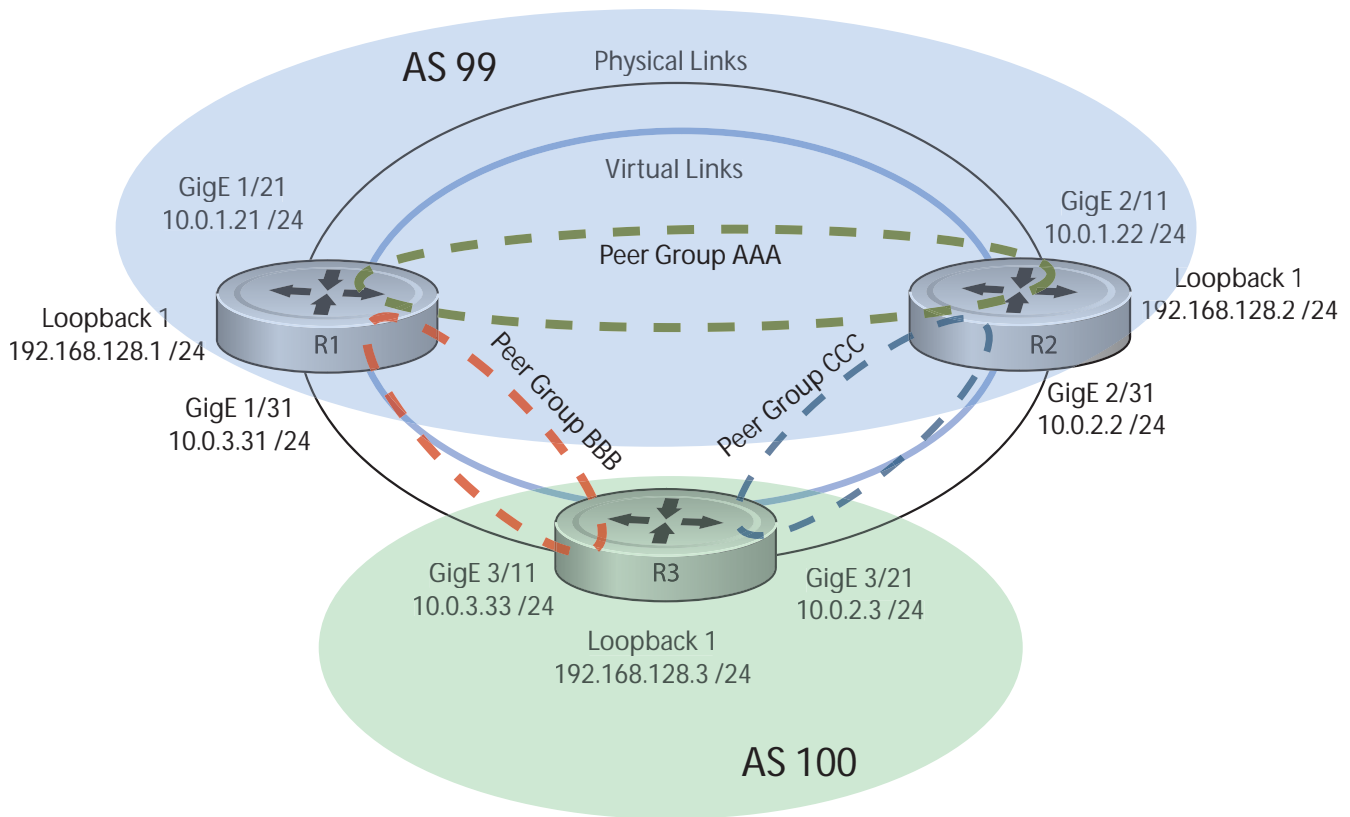 AS 99
Physical Links
Virtual Links
GigE 1/21
10.0.1.21 /24
GigE 2/11
10.0.1.22 /24
Peer Group AAA
Loopback 1
192.168.128.1 /24
R1
R2
Loopback 1
192.168.128.2 /24
GigE 1/31
10.0.3.31 /24
Peer Group BBB
Peer Group CCC
GigE 2/31
10.0.2.2 /24
GigE 3/11
10.0.3.33 /24
R3
GigE 3/21
10.0.2.3 /24
Loopback 1
192.168.128.3 /24
AS 100